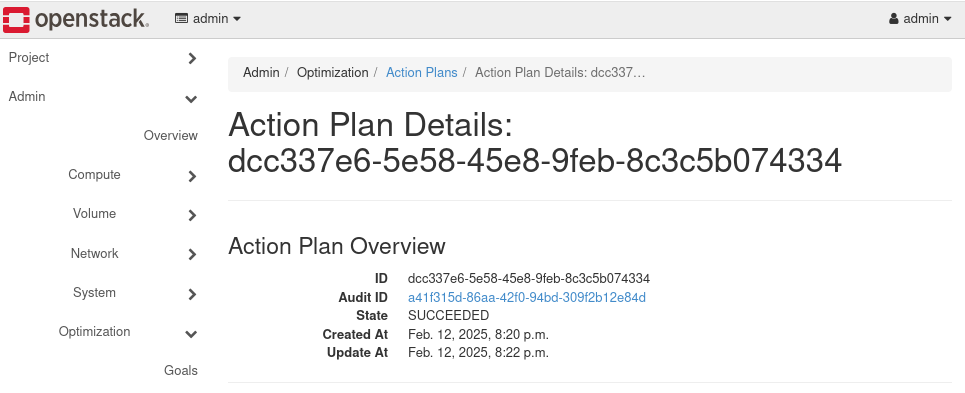 openstack. admin admin
Project
Admin
Overview
Compute
Volume
Network
System
Optimization
Goals
Admin / Optimization / Action Plans / Action Plan Details: dcc337...
Action Plan Details:
dcc337e6-5e58-45e8-9feb-8c3c5b074334
Action Plan Overview
ID dcc337e6-5e58-45e8-9feb-8c3c5b074334
Audit ID a41f315d-86aa-42f0-94bd-309f2b12e84d
State SUCCEEDED
Created At Feb. 12, 2025, 8:20 p.m.
Update At Feb. 12, 2025, 8:22 p.m.